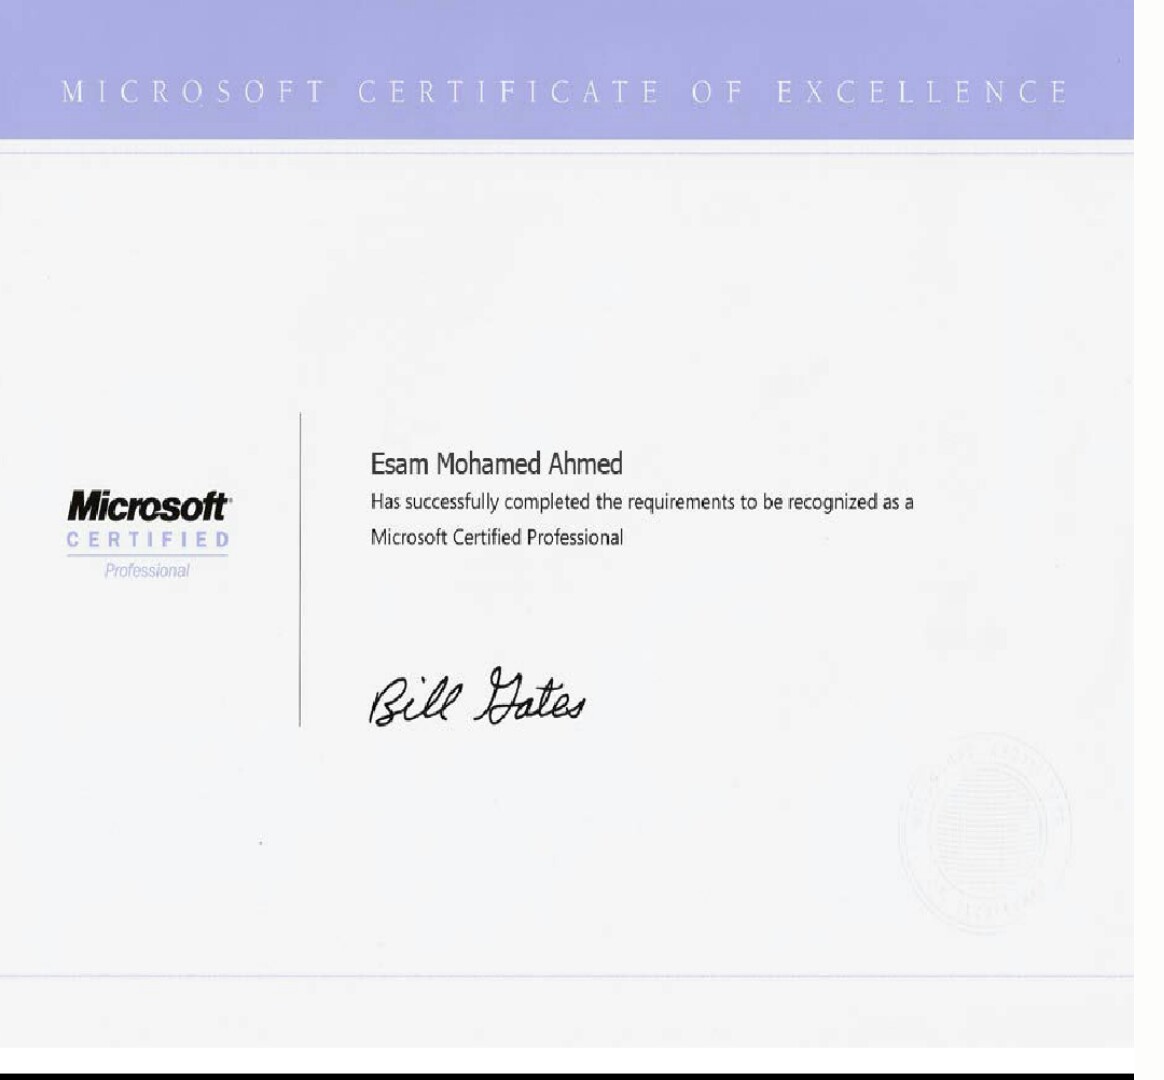 MICROSOFT CERTIFICATE OF EXCELLENCE
Esam Mohamed Ahmed
Has successfully completed the requirements to be recognized as a
Microsoft Certified Professional
Microsoft
CERTIFIED
Professional
Bill Gates